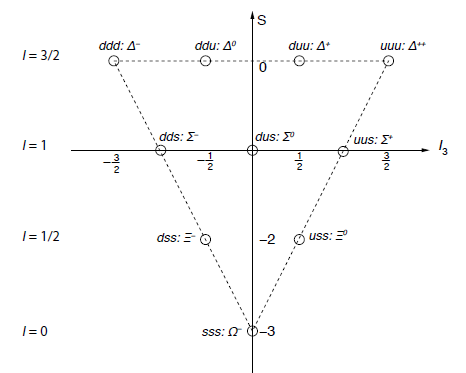 S
ddd: Δ⁻ ddu: Δ⁰ duu: Δ⁺ uuu: Δ⁺⁺
I = 3/2
0
dds: Σ⁻ dus: Σ⁰ uus: Σ⁺
I = 1 I₃
-3/2 -1/2 1/2 3/2
I = 1/2 dss: Ξ⁻ -2 uss: Ξ⁰
I = 0 sss: Ω⁻ -3